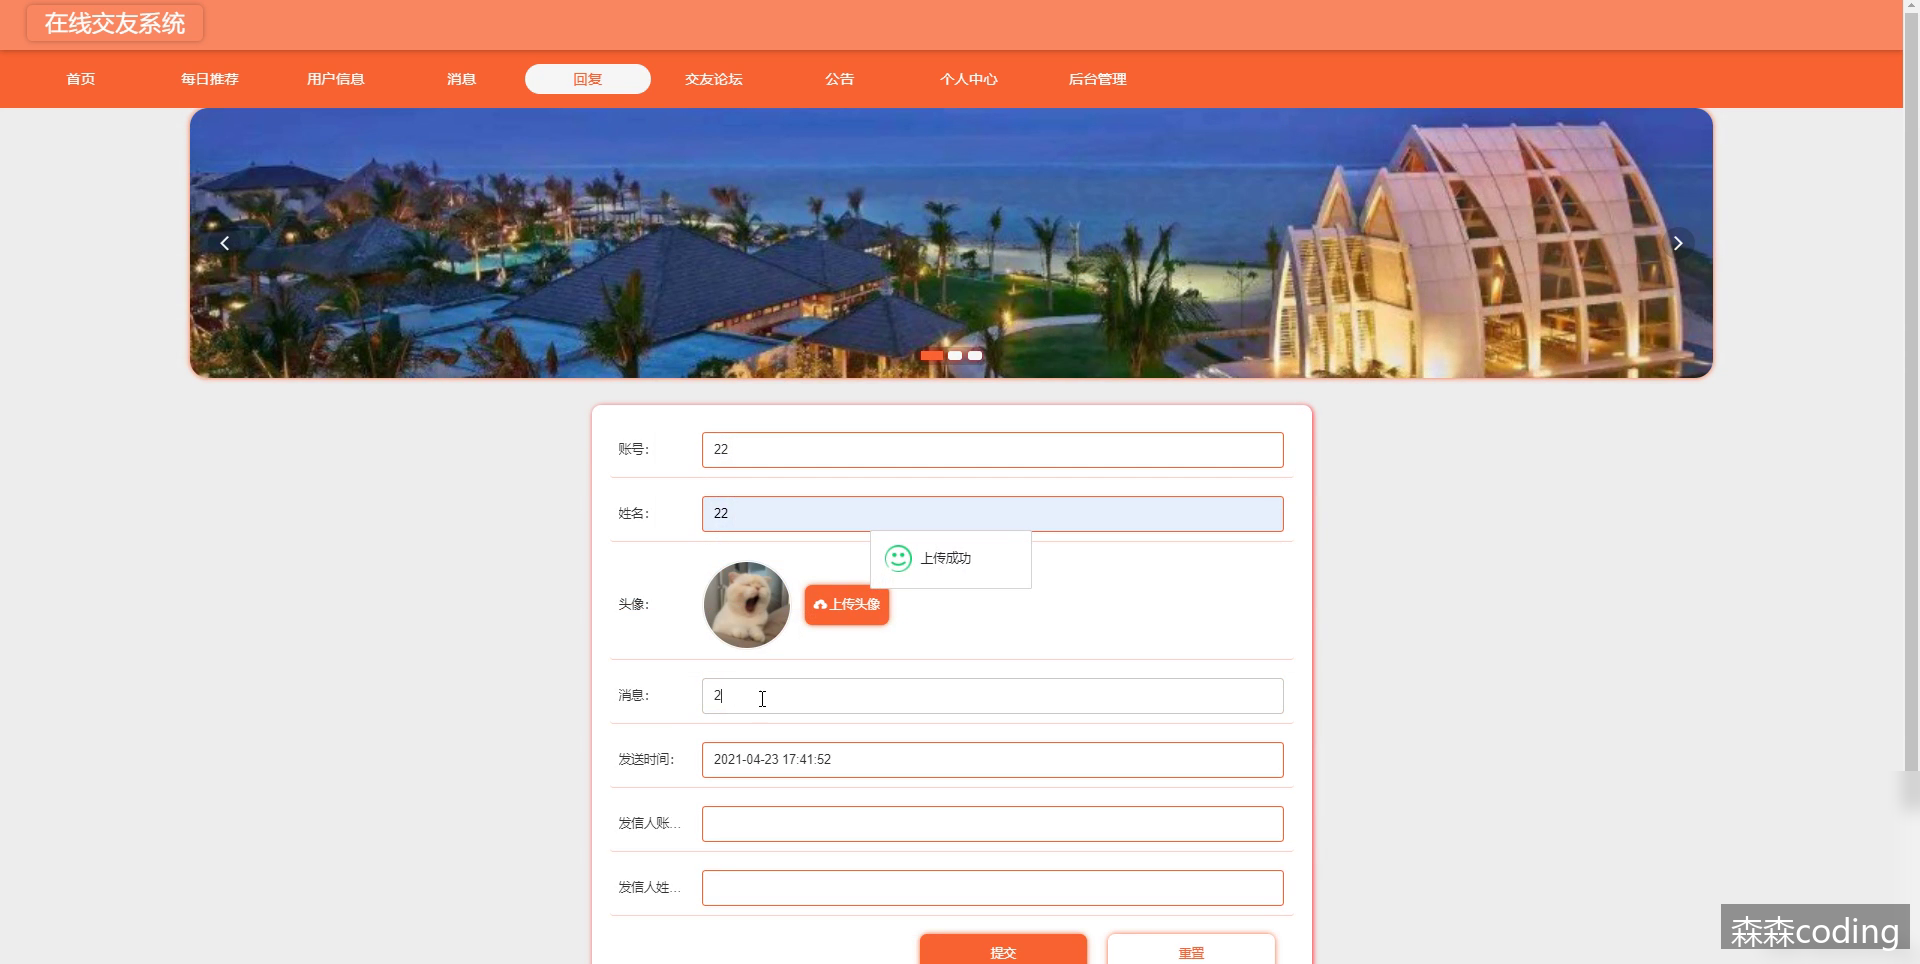 在线交友系统
首页 每日推荐 用户信息 消息 回复 交友论坛 公告 个人中心 后台管理
账号: 22
姓名: 22
上传成功
头像: 上传头像
消息: 2
发送时间: 2021-04-23 17:41:52
发信人账...
发信人姓...
提交 重置
森森coding